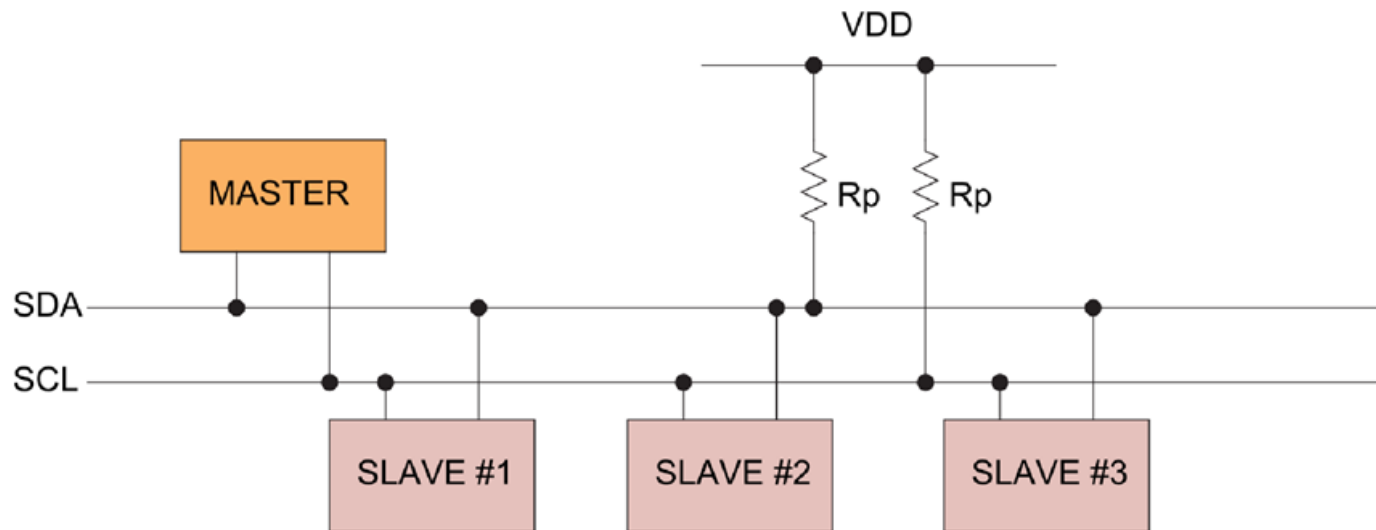 VDD
MASTER
Rp Rp
SDA
SCL
SLAVE #1 SLAVE #2 SLAVE #3